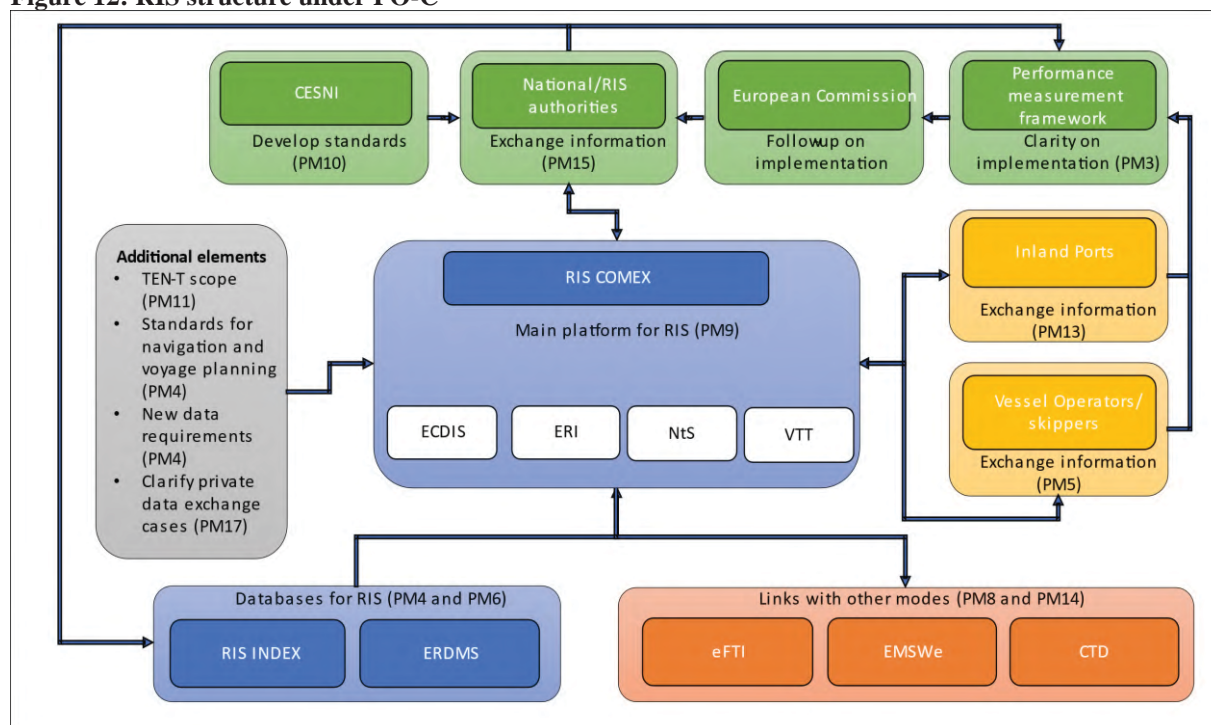 Figure 12: RIS structure under PO-C
CESNI
Develop standards
(PM10)
National/RIS
authorities
Exchange information
(PM15)
European Commission
Followup on
implementation
Performance
measurement
framework
Clarity on
implementation (PM3)
Additional elements
• TEN-T scope
(PM11)
• Standards for
navigation and
voyage planning
(PM4)
• New data
requirements
(PM4)
• Clarify private
data exchange
cases (PM17)
RIS COMEX
Main platform for RIS (PM9)
ECDIS
ERI
NtS
VTT
Inland Ports
Exchange information
(PM13)
Vessel Operators/
skippers
Exchange information
(PM5)
Databases for RIS (PM4 and PM6)
RIS INDEX
ERDMS
Links with other modes (PM8 and PM14)
eFTI
EMSWe
CTD